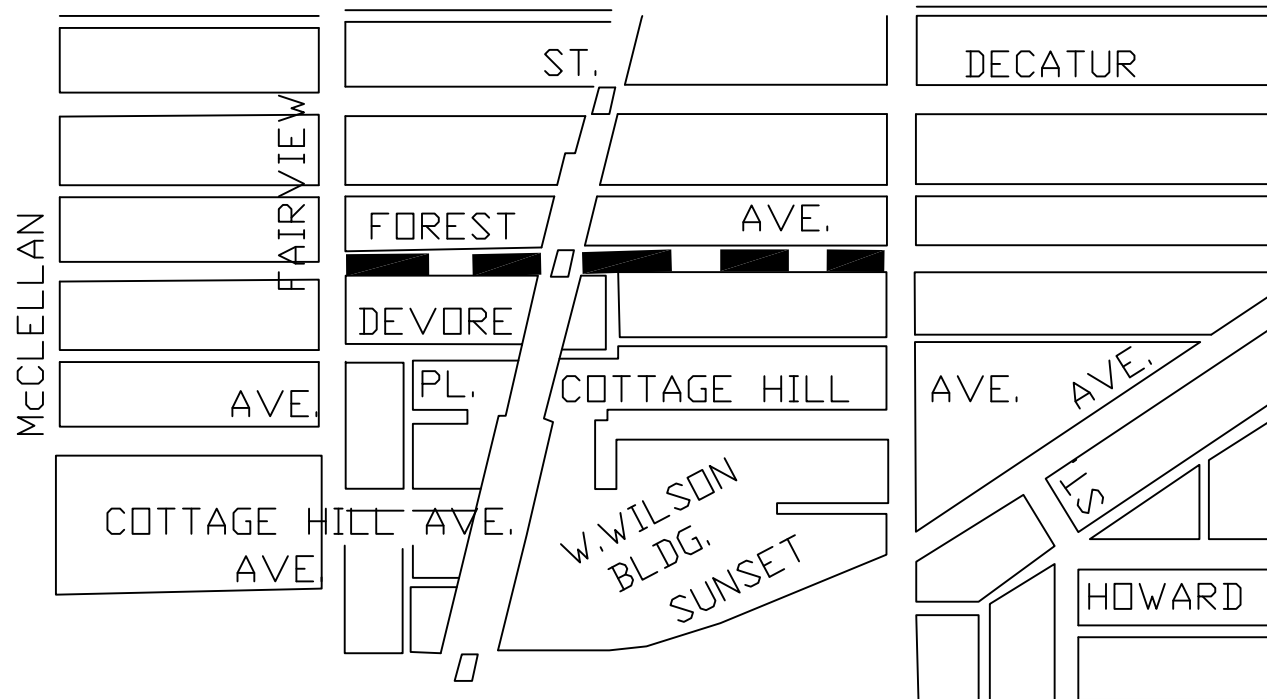 ST.
DECATUR
FAIRVIEW
McCLELLAN
FOREST AVE.
DEVORE
PL.
AVE.
COTTAGE HILL AVE.
AVE.
ST.
COTTAGE HILL AVE.
AVE.
W.WILSON
BLDG.
SUNSET
HOWARD